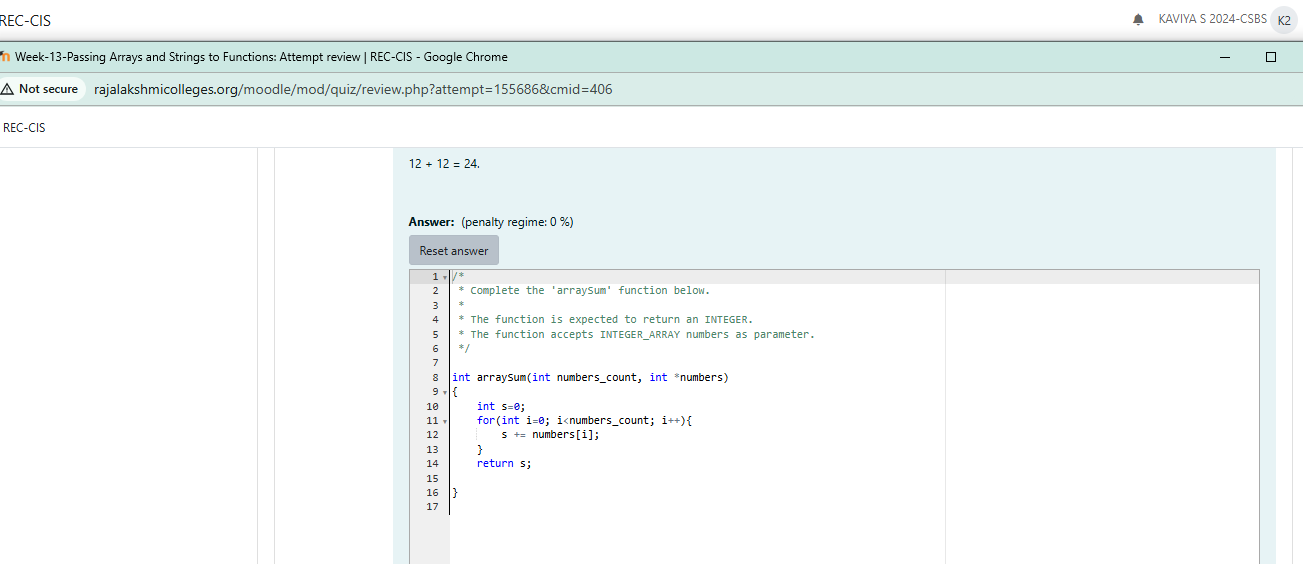 REC-CIS
KAVIYA S 2024-CSBS K2
Week-13-Passing Arrays and Strings to Functions: Attempt review | REC-CIS - Google Chrome
Not secure rajalakshmicolleges.org/moodle/mod/quiz/review.php?attempt=155686&cmid=406
REC-CIS
12 + 12 = 24.
Answer: (penalty regime: 0 %)
Reset answer
1 /*
2  * Complete the 'arraySum' function below.
3  *
4  * The function is expected to return an INTEGER.
5  * The function accepts INTEGER_ARRAY numbers as parameter.
6  */
7
8 int arraySum(int numbers_count, int *numbers)
9 {
10     int s=0;
11     for(int i=0; i<numbers_count; i++){
12         s += numbers[i];
13     }
14     return s;
15
16 }
17